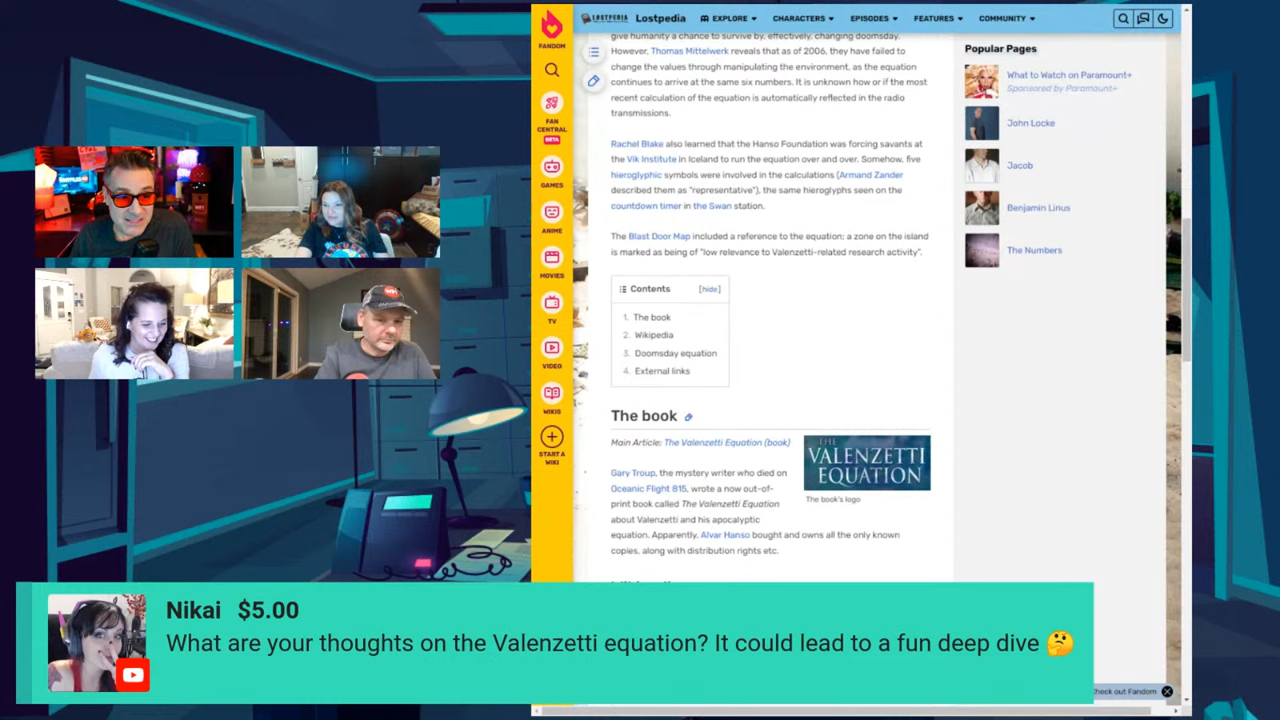 FANDOM
FAN
CENTRAL
BETA
GAMES
ANIME
MOVIES
TV
VIDEO
WIKIS
START A
WIKI
Lostpedia
EXPLORE
CHARACTERS
EPISODES
FEATURES
COMMUNITY
give humanity a chance to survive by, effectively, changing doomsday.
However, Thomas Mittelwerk reveals that as of 2006, they have failed to
change the values through manipulating the environment, as the equation
continues to arrive at the same six numbers. It is unknown how or if the most
recent calculation of the equation is automatically reflected in the radio
transmissions.
Rachel Blake also learned that the Hanso Foundation was forcing savants at
the Vik Institute in Iceland to run the equation over and over. Somehow, five
hieroglyphic symbols were involved in the calculations (Armand Zander
described them as "representative"), the same hieroglyphs seen on the
countdown timer in the Swan station.
The Blast Door Map included a reference to the equation; a zone on the island
is marked as being of "low relevance to Valenzetti-related research activity".
Contents [hide]
1. The book
2. Wikipedia
3. Doomsday equation
4. External links
The book
Main Article: The Valenzetti Equation (book)
Gary Troup, the mystery writer who died on
Oceanic Flight 815, wrote a now out-of-
print book called The Valenzetti Equation
about Valenzetti and his apocalyptic
equation. Apparently, Alvar Hanso bought and owns all the only known
copies, along with distribution rights etc.
THE
VALENZETTI
EQUATION
The book's logo
Popular Pages
What to Watch on Paramount+
Sponsored by Paramount+
John Locke
Jacob
Benjamin Linus
The Numbers
Nikai $5.00
What are your thoughts on the Valenzetti equation? It could lead to a fun deep dive 🤔
Check out Fandom